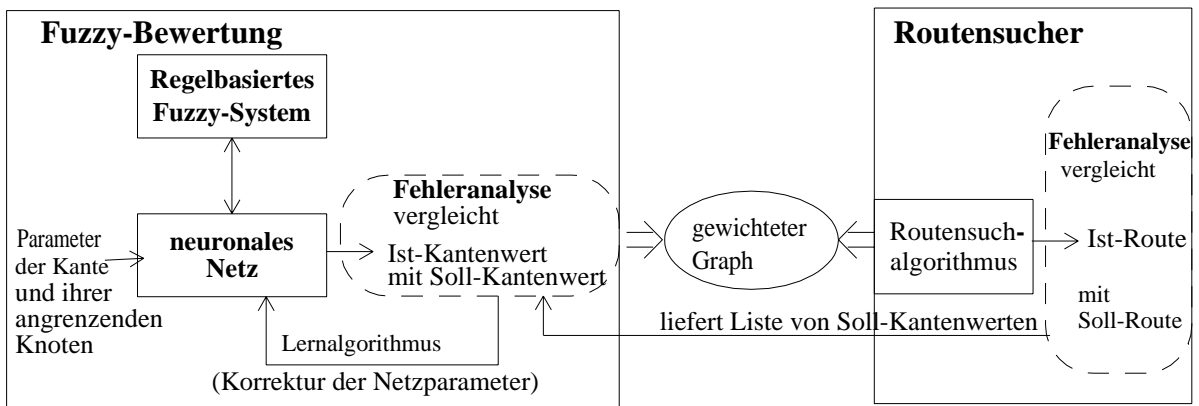 Fuzzy-Bewertung
Regelbasiertes
Fuzzy-System
Parameter
der Kante
und ihrer
angrenzenden
Knoten
neuronales
Netz
Fehleranalyse
vergleicht
Ist-Kantenwert
mit Soll-Kantenwert
Lernalgorithmus
(Korrektur der Netzparameter)
gewichteter
Graph
liefert Liste von Soll-Kantenwerten
Routensucher
Routensuch-
algorithmus
Fehleranalyse
vergleicht
Ist-Route
mit
Soll-Route